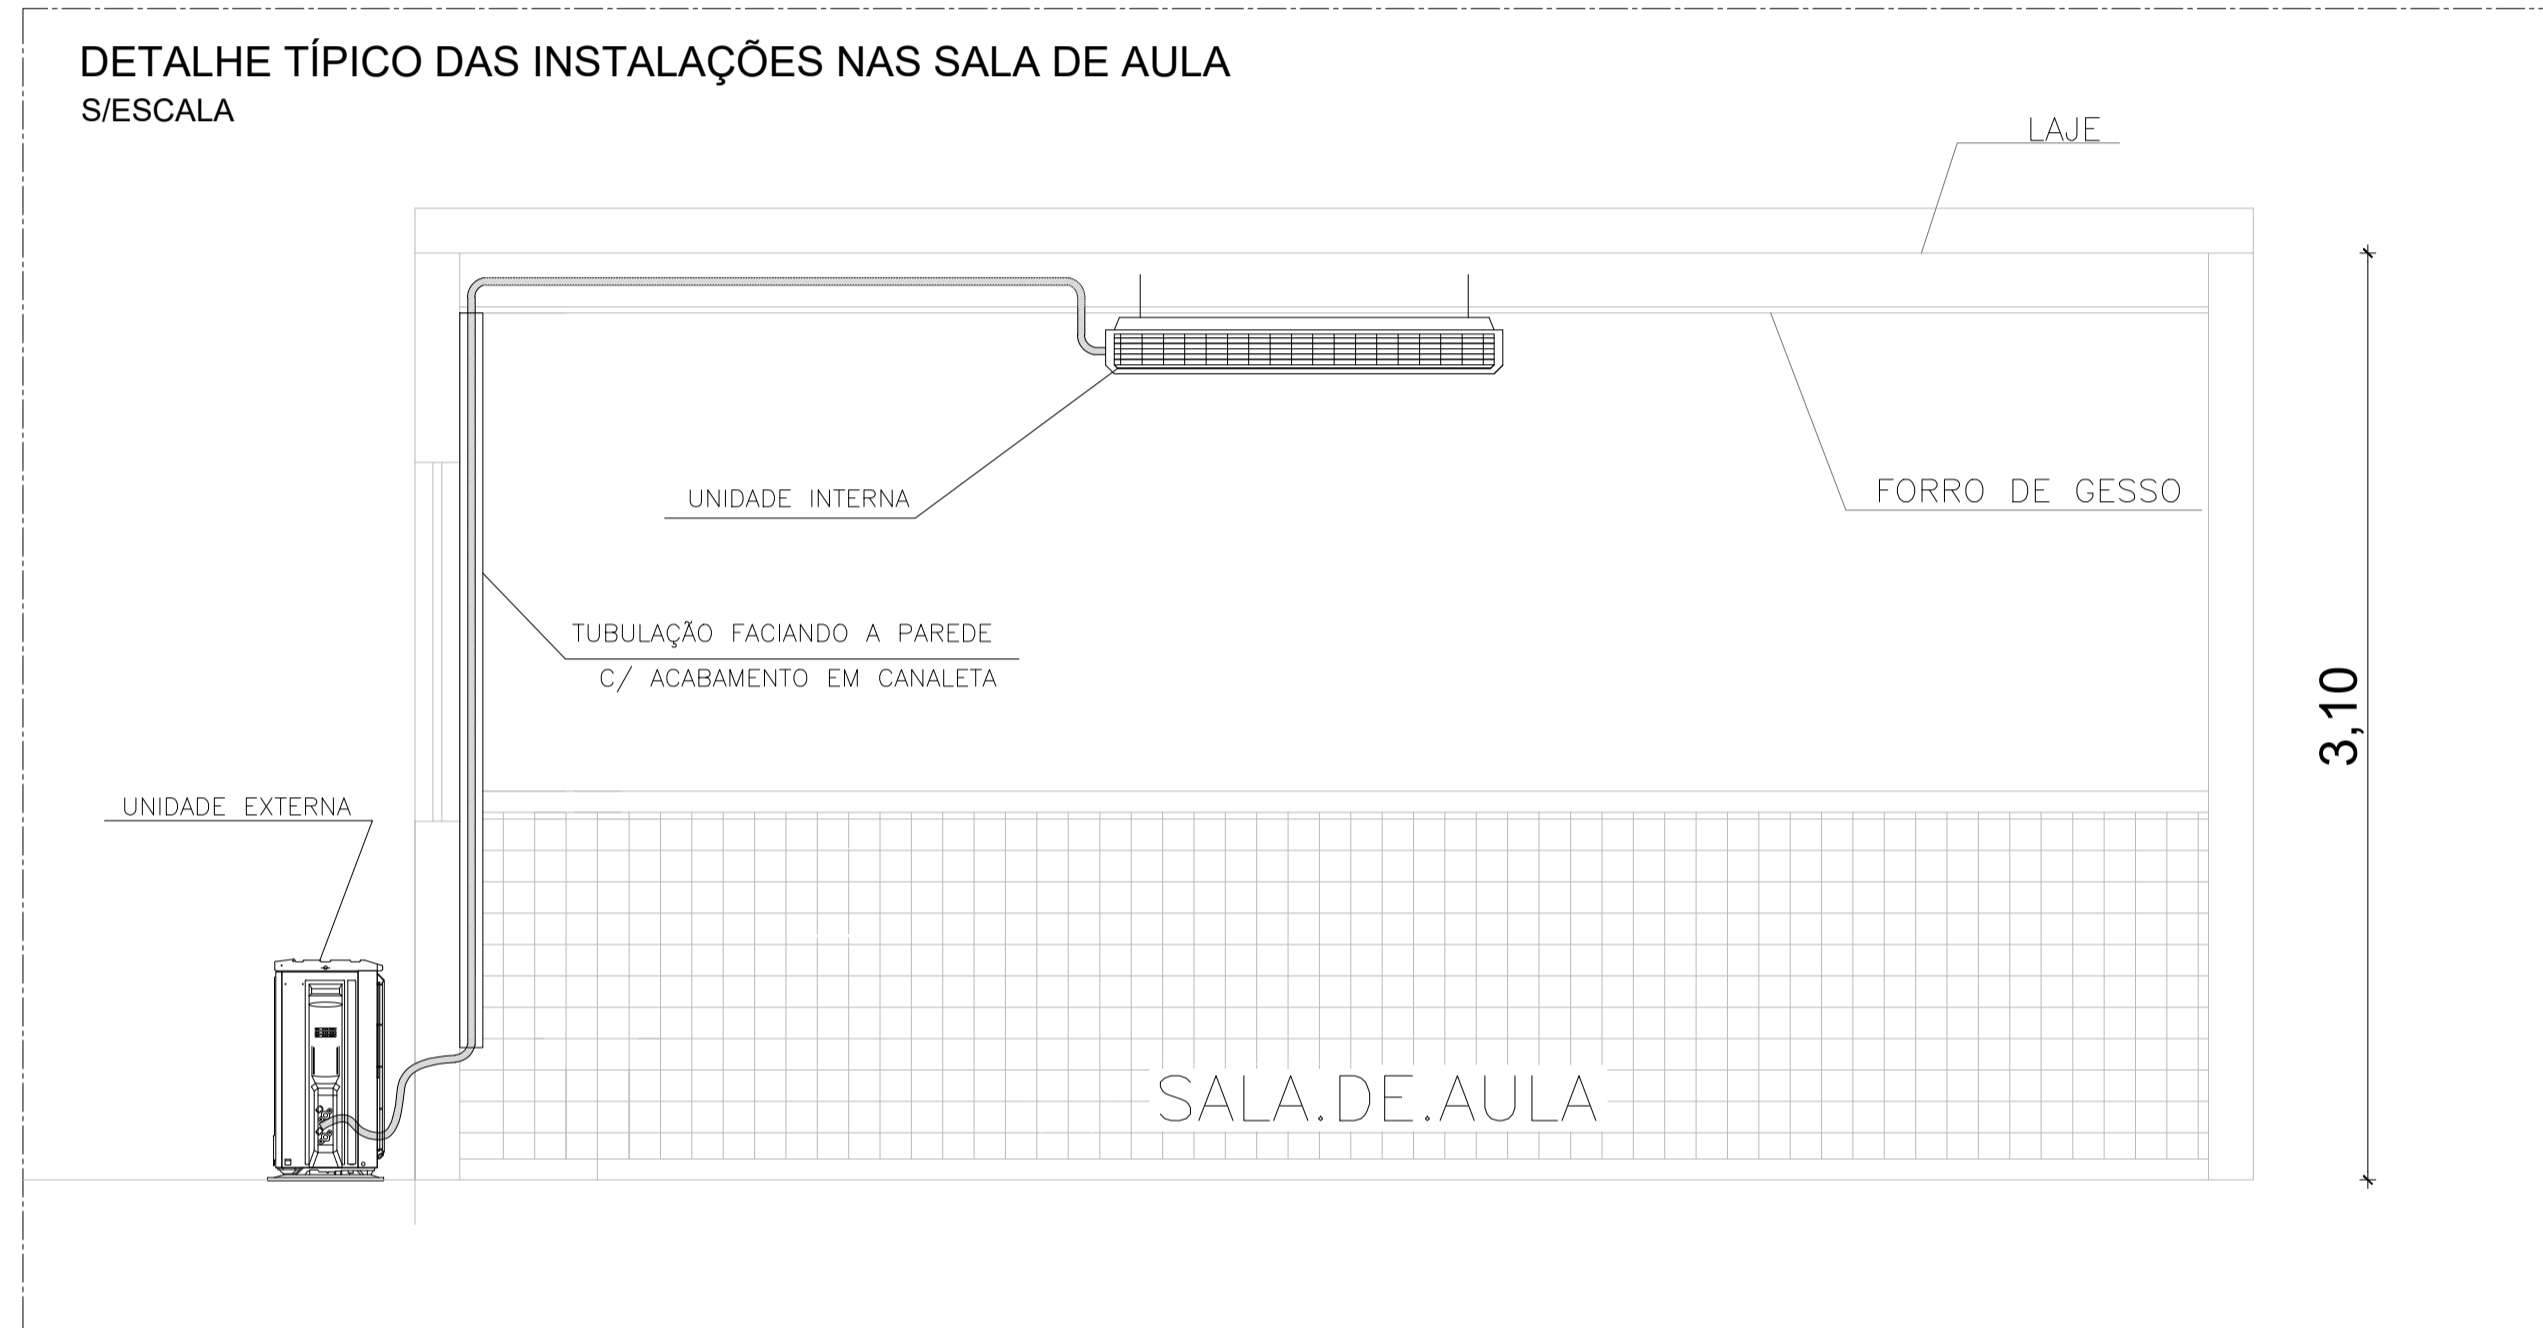 DETALHE TÍPICO DAS INSTALAÇÕES NAS SALA DE AULA
S/ESCALA
LAJE
UNIDADE INTERNA
FORRO DE GESSO
TUBULAÇÃO FACIANDO A PAREDE
C/ ACABAMENTO EM CANALETA
3,10
UNIDADE EXTERNA
SALA.DE.AULA